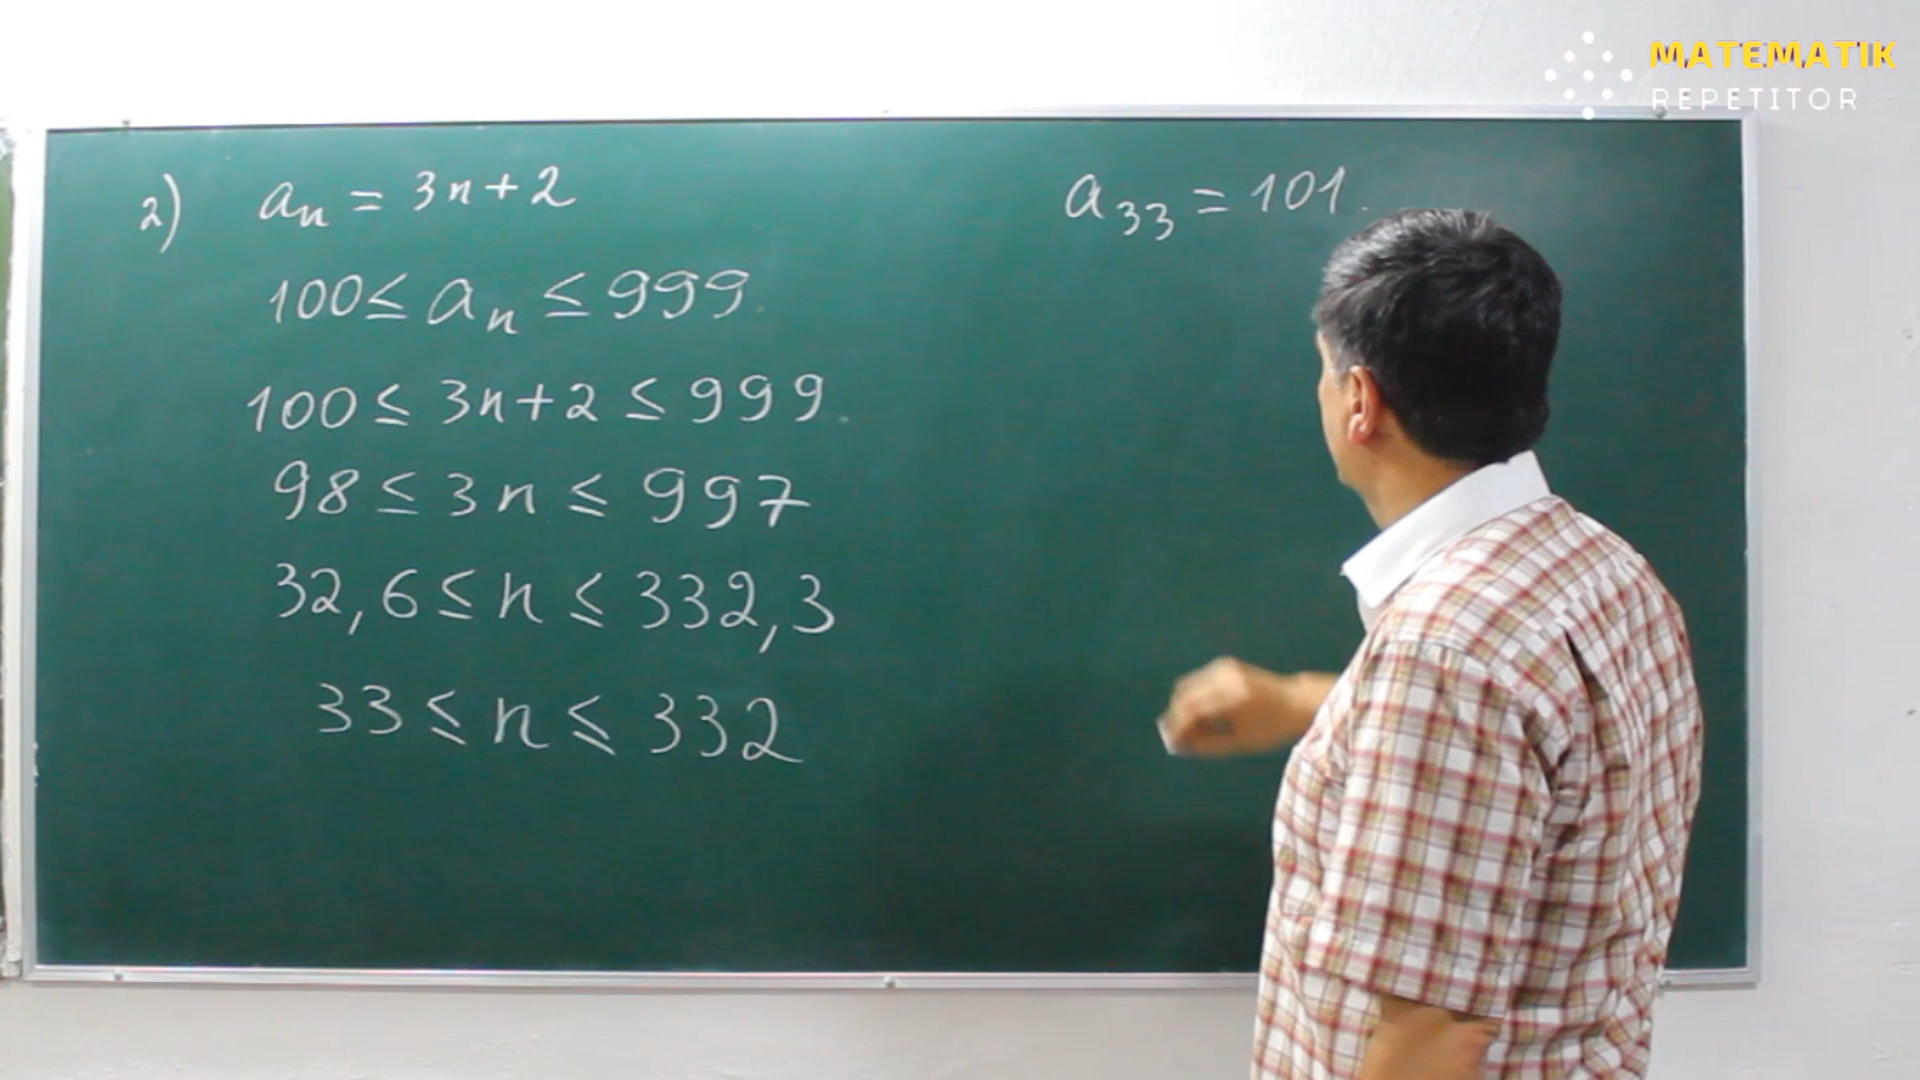 MATEMATIK
REPETITOR
2) aₙ = 3n+2
100 ≤ aₙ ≤ 999
100 ≤ 3n+2 ≤ 999
98 ≤ 3n ≤ 997
32,6 ≤ n ≤ 332,3
33 ≤ n ≤ 332
a₃₃ = 101.